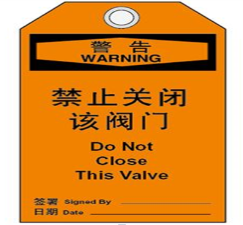 警 告
WARNING
禁止关闭
该阀门
Do Not
Close
This Valve
签署 Signed By
日期 Date